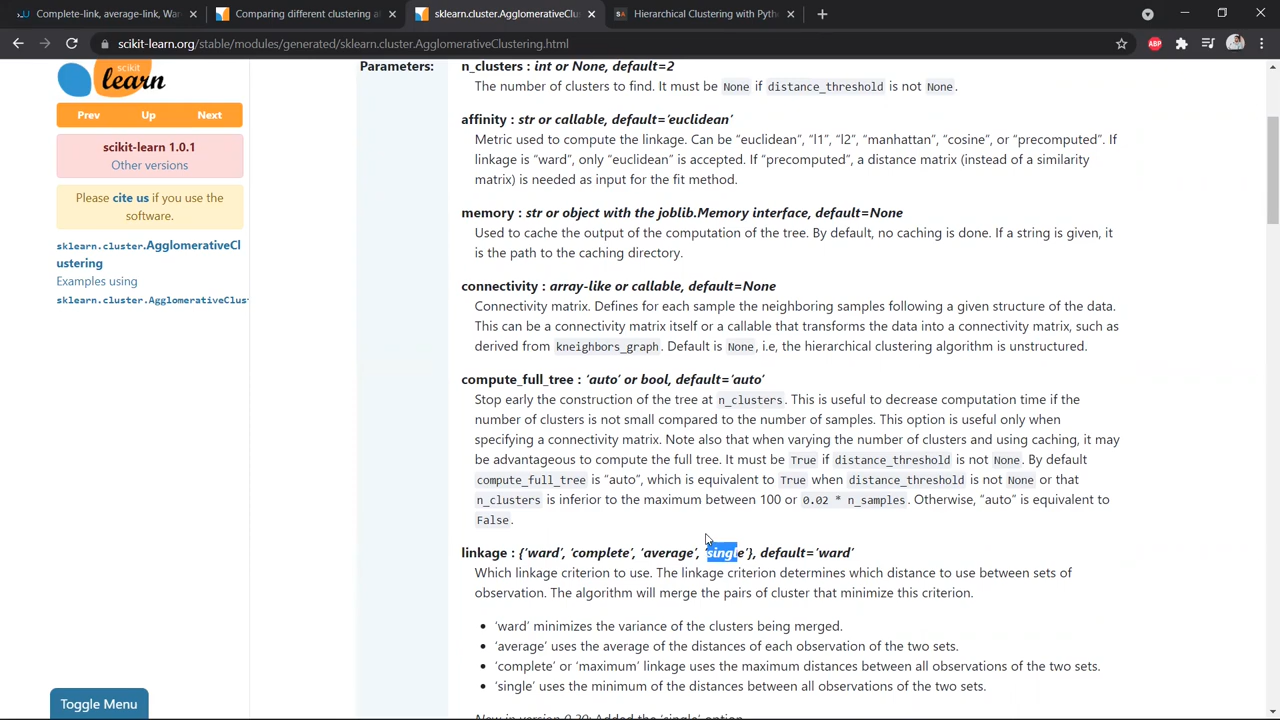 Complete-link, average-link, War
Comparing different clustering al
sklearn.cluster.AgglomerativeClu
SA Hierarchical Clustering with Pyth
scikit-learn.org/stable/modules/generated/sklearn.cluster.AgglomerativeClustering.html
ABP
scikit
learn
Prev Up Next
scikit-learn 1.0.1
Other versions
Please cite us if you use the
software.
sklearn.cluster.AgglomerativeCl
ustering
Examples using
sklearn.cluster.AgglomerativeClust
Toggle Menu
Parameters:
n_clusters : int or None, default=2
The number of clusters to find. It must be None if distance_threshold is not None.
affinity : str or callable, default='euclidean'
Metric used to compute the linkage. Can be “euclidean”, “l1”, “l2”, “manhattan”, “cosine”, or “precomputed”. If
linkage is “ward”, only “euclidean” is accepted. If “precomputed”, a distance matrix (instead of a similarity
matrix) is needed as input for the fit method.
memory : str or object with the joblib.Memory interface, default=None
Used to cache the output of the computation of the tree. By default, no caching is done. If a string is given, it
is the path to the caching directory.
connectivity : array-like or callable, default=None
Connectivity matrix. Defines for each sample the neighboring samples following a given structure of the data.
This can be a connectivity matrix itself or a callable that transforms the data into a connectivity matrix, such as
derived from kneighbors_graph. Default is None, i.e, the hierarchical clustering algorithm is unstructured.
compute_full_tree : 'auto' or bool, default='auto'
Stop early the construction of the tree at n_clusters. This is useful to decrease computation time if the
number of clusters is not small compared to the number of samples. This option is useful only when
specifying a connectivity matrix. Note also that when varying the number of clusters and using caching, it may
be advantageous to compute the full tree. It must be True if distance_threshold is not None. By default
compute_full_tree is “auto”, which is equivalent to True when distance_threshold is not None or that
n_clusters is inferior to the maximum between 100 or 0.02 * n_samples. Otherwise, “auto” is equivalent to
False.
linkage : {'ward', 'complete', 'average', 'single'}, default='ward'
Which linkage criterion to use. The linkage criterion determines which distance to use between sets of
observation. The algorithm will merge the pairs of cluster that minimize this criterion.
• 'ward' minimizes the variance of the clusters being merged.
• 'average' uses the average of the distances of each observation of the two sets.
• 'complete' or 'maximum' linkage uses the maximum distances between all observations of the two sets.
• 'single' uses the minimum of the distances between all observations of the two sets.
New in version 0.20: Added the 'single' option